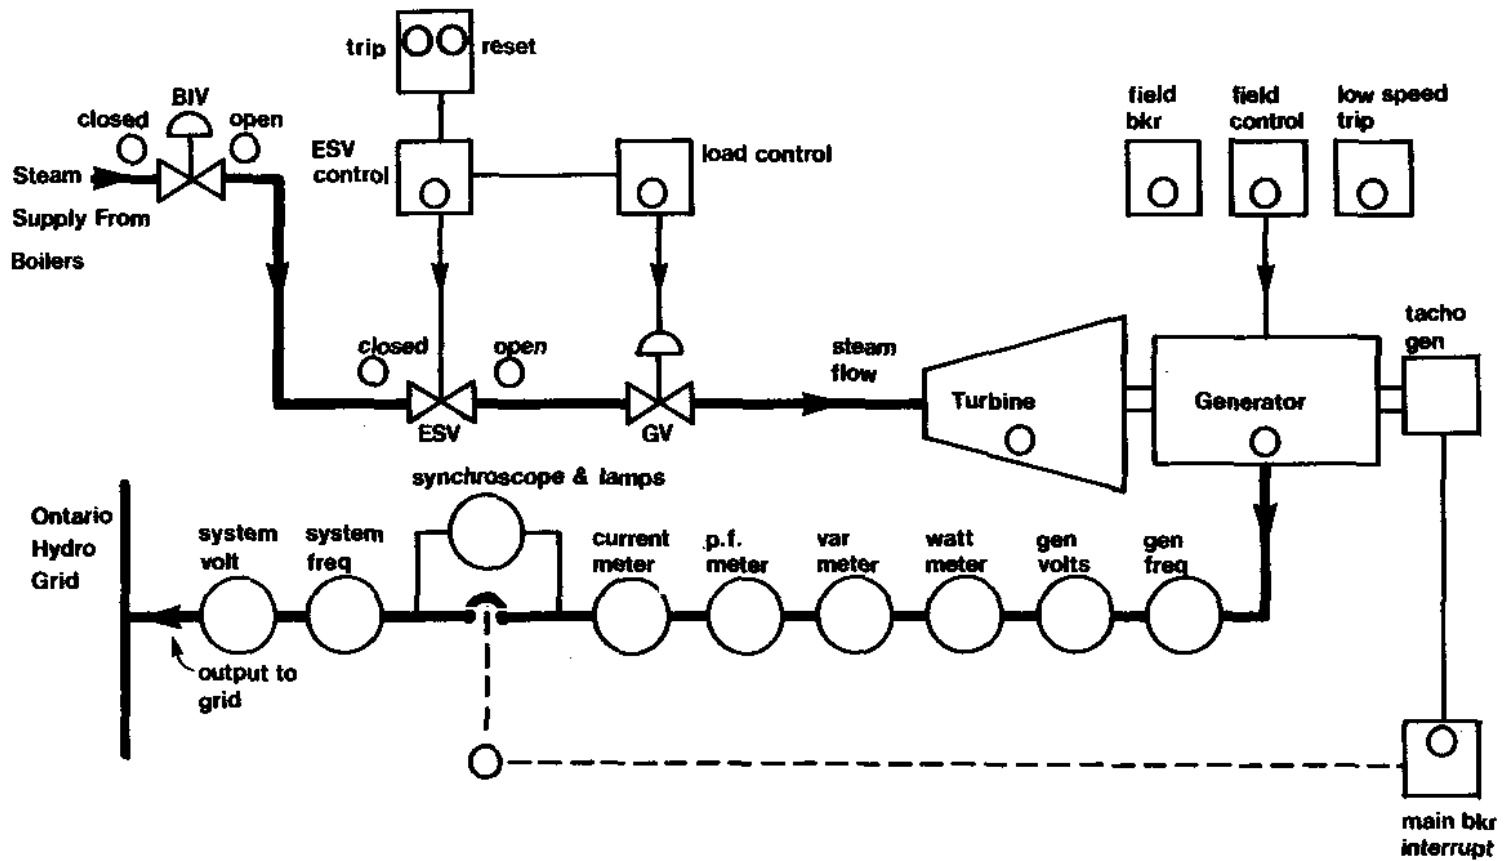 trip
reset
BIV
closed
open
Steam
Supply From
Boilers
ESV
control
load control
field
bkr
field
control
low speed
trip
closed
open
ESV
GV
steam
flow
Turbine
Generator
tacho
gen
synchroscope & lamps
Ontario
Hydro
Grid
system
volt
system
freq
current
meter
p.f.
meter
var
meter
watt
meter
gen
volts
gen
freq
output to
grid
main bkr
interrupt